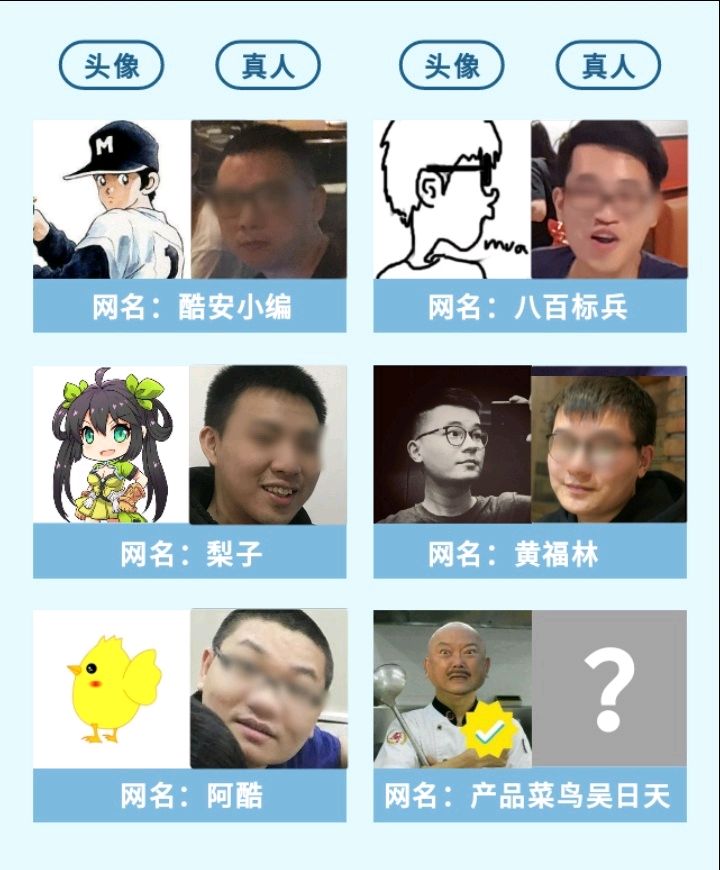 头像 真人 头像 真人
M
mua
网名：酷安小编 网名：八百标兵
网名：梨子 网名：黄福林
网名：阿酷 网名：产品菜鸟吴日天
?